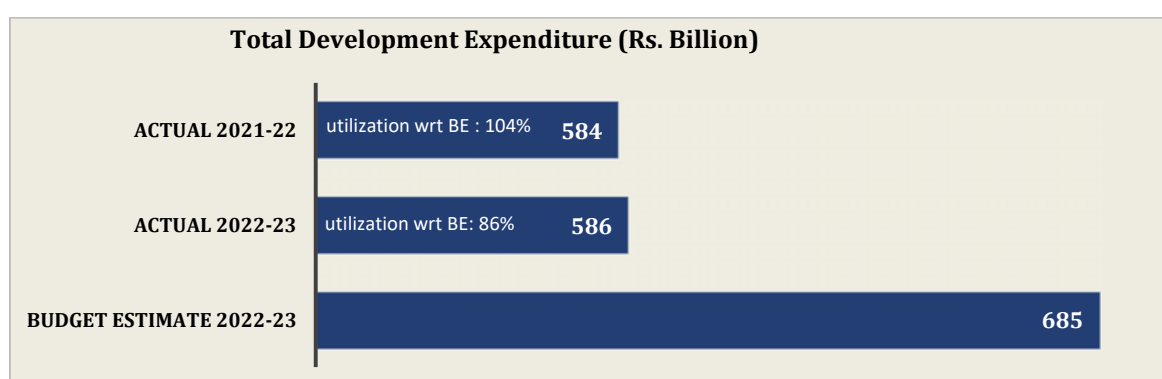 Total Development Expenditure (Rs. Billion)
ACTUAL 2021-22
utilization wrt BE : 104%
584
ACTUAL 2022-23
utilization wrt BE: 86%
586
BUDGET ESTIMATE 2022-23
685